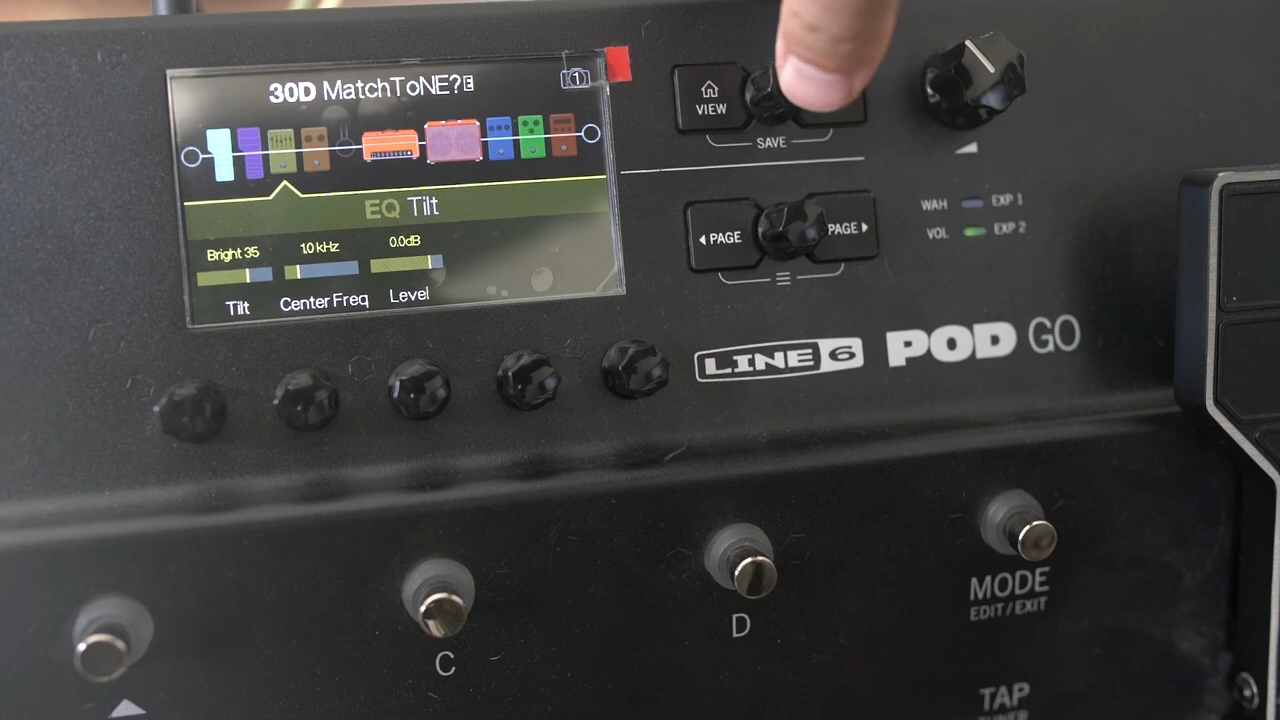 30D MatchToNE?E
1
EQ Tilt
Bright 35
1.0 kHz
0.0dB
Tilt
Center Freq
Level
VIEW
SAVE
PAGE
PAGE
WAH
EXP 1
VOL
EXP 2
LINE 6
POD GO
C
D
MODE
EDIT/EXIT
TAP